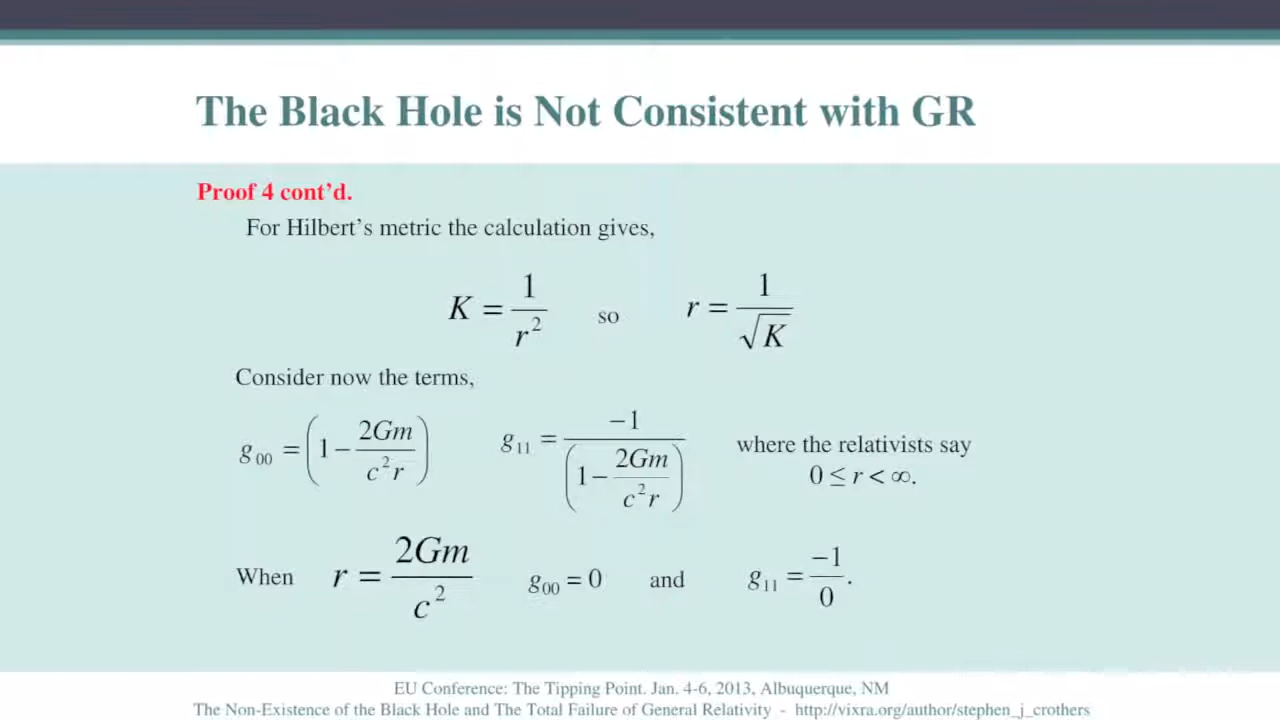 The Black Hole is Not Consistent with GR
Proof 4 cont’d.
For Hilbert’s metric the calculation gives,
K = 1/r² so r = 1/√K
Consider now the terms,
g₀₀ = (1 − 2Gm/c²r) g₁₁ = −1/(1 − 2Gm/c²r) where the relativists say
0 ≤ r < ∞.
When r = 2Gm/c² g₀₀ = 0 and g₁₁ = −1/0.
EU Conference: The Tipping Point. Jan. 4-6, 2013, Albuquerque, NM
The Non-Existence of the Black Hole and The Total Failure of General Relativity - http://vixra.org/author/stephen_j_crothers